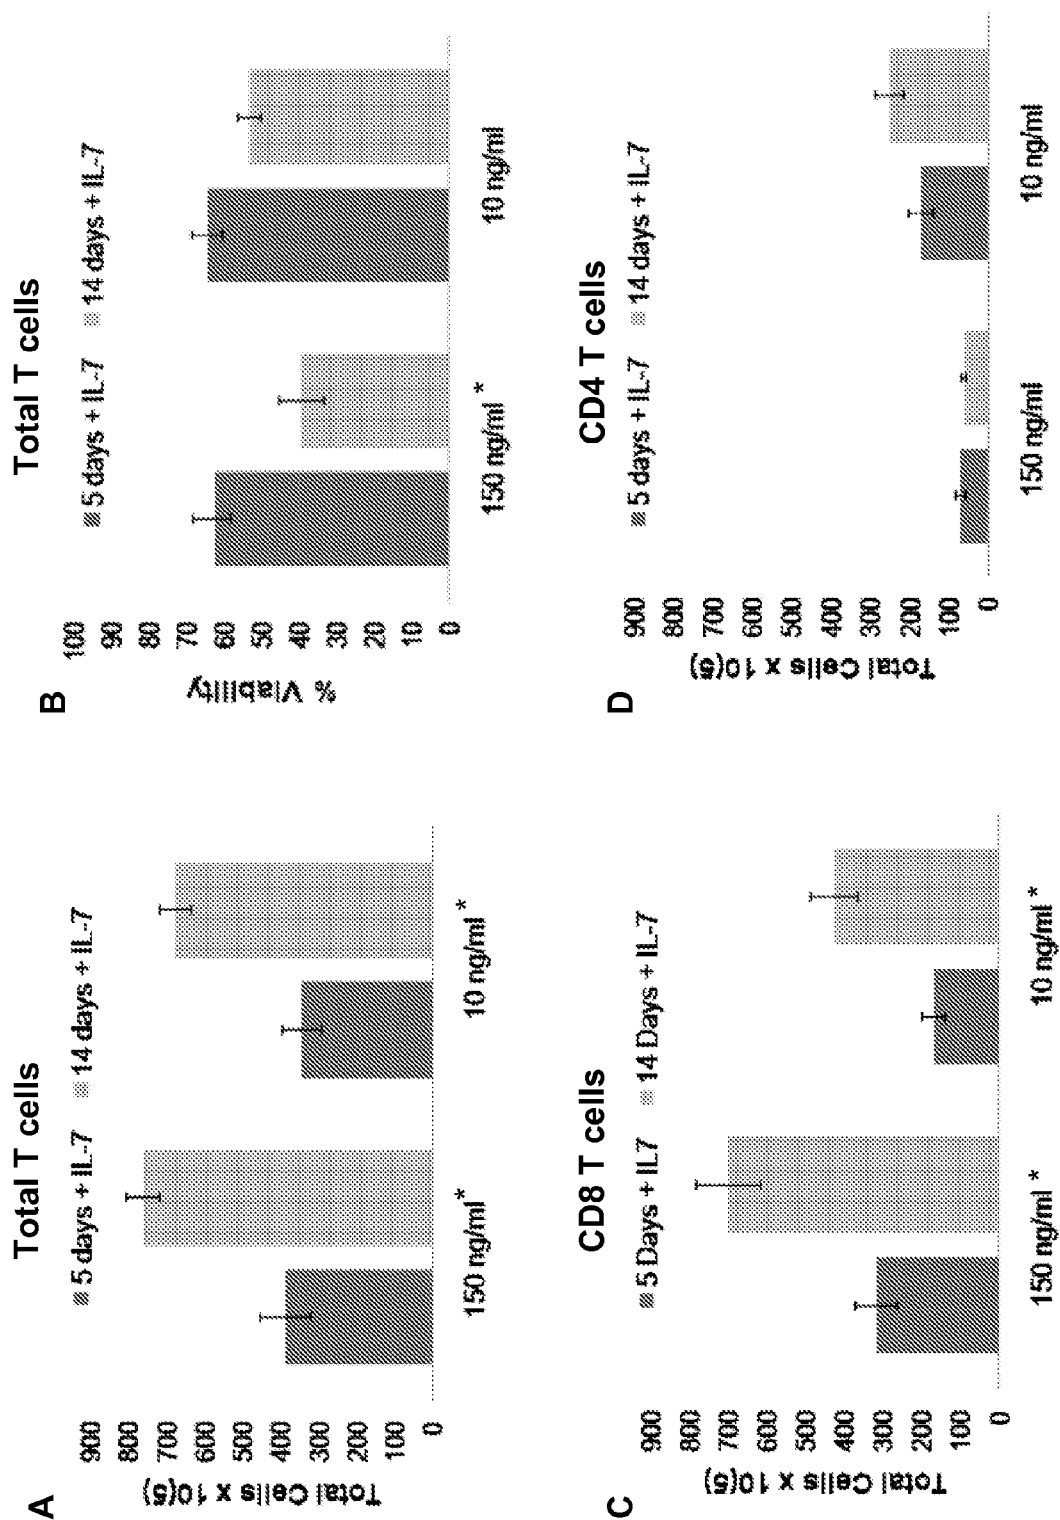 A
Total T cells
5 days + IL-7 14 days + IL-7
Total Cells x 10(5)
900
800
700
600
500
400
300
200
100
0
150 ng/ml*
10 ng/ml*
B
Total T cells
5 days + IL-7 14 days + IL-7
% Viability
100
90
80
70
60
50
40
30
20
10
0
150 ng/ml*
10 ng/ml
C
CD8 T cells
5 Days + IL7 14 Days + IL-7
Total Cells x 10(5)
900
800
700
600
500
400
300
200
100
0
150 ng/ml*
10 ng/ml*
D
CD4 T cells
5 days + IL-7 14 days + IL-7
Total Cells x 10(5)
900
800
700
600
500
400
300
200
100
0
150 ng/ml
10 ng/ml